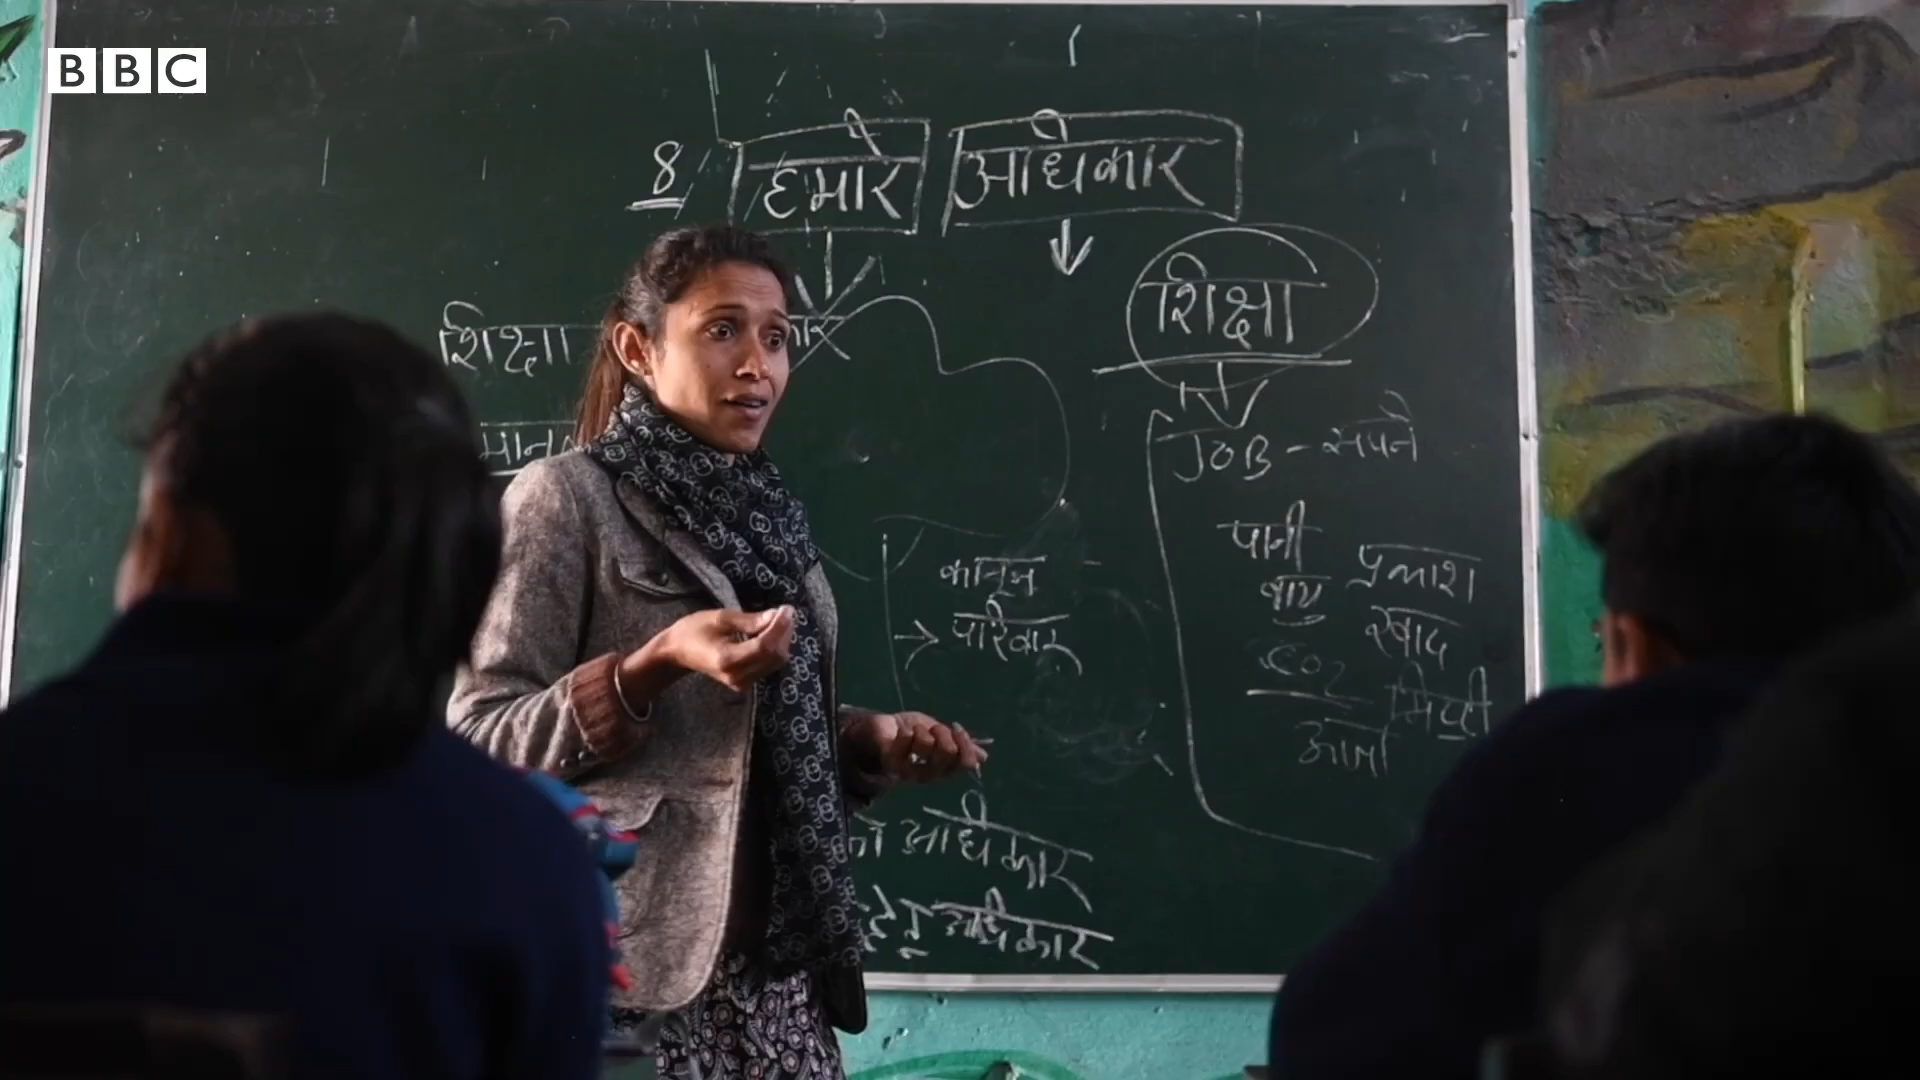 BBC
8 हमारे अधिकार
शिक्षा
शिक्षा
JOB - सपने
पानी
वायु
प्रकाश
स्वाद
CO2
मिट्टी
कानून
→ परिवार
को अधिकार
हेतु अधिकार